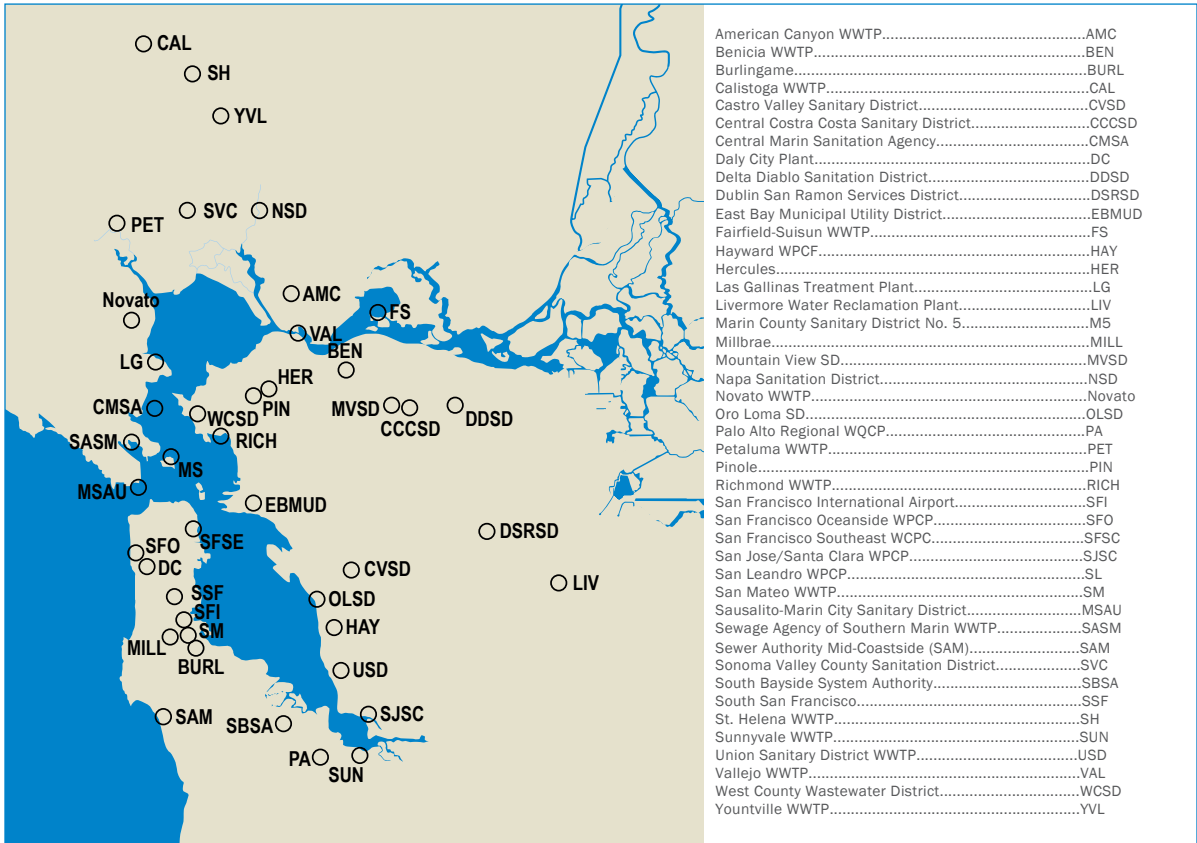 CAL
SH
YVL
SVC
NSD
PET
AMC
Novato
FS
VAL
BEN
LG
HER
PIN
CMSA
WCSD
MVSD
CCCSD
DDSD
RICH
SASM
MS
MSAU
EBMUD
SFSE
DSRSD
SFO
DC
CVSD
LIV
SSF
OLSD
SFI
SM
HAY
MILL
BURL
USD
SAM
SBSA
SJSC
PA
SUN
American Canyon WWTP....................................................AMC
Benicia WWTP....................................................BEN
Burlingame....................................................BURL
Calistoga WWTP....................................................CAL
Castro Valley Sanitary District....................................CVSD
Central Costra Costa Sanitary District.........................CCCSD
Central Marin Sanitation Agency................................CMSA
Daly City Plant....................................................DC
Delta Diablo Sanitation District.................................DDSD
Dublin San Ramon Services District...........................DSRSD
East Bay Municipal Utility District..............................EBMUD
Fairfield-Suisun WWTP..............................................FS
Hayward WPCF....................................................HAY
Hercules....................................................HER
Las Gallinas Treatment Plant.....................................LG
Livermore Water Reclamation Plant............................LIV
Marin County Sanitary District No. 5..........................M5
Millbrae....................................................MILL
Mountain View SD....................................................MVSD
Napa Sanitation District...........................................NSD
Novato WWTP....................................................Novato
Oro Loma SD....................................................OLSD
Palo Alto Regional WQCP..........................................PA
Petaluma WWTP....................................................PET
Pinole....................................................PIN
Richmond WWTP....................................................RICH
San Francisco International Airport...........................SFI
San Francisco Oceanside WPCP................................SFO
San Francisco Southeast WCPC.................................SFSC
San Jose/Santa Clara WPCP.....................................SJSC
San Leandro WPCP....................................................SL
San Mateo WWTP....................................................SM
Sausalito-Marin City Sanitary District.........................MSAU
Sewage Agency of Southern Marin WWTP...................SASM
Sewer Authority Mid-Coastside (SAM).........................SAM
Sonoma Valley County Sanitation District....................SVC
South Bayside System Authority................................SBSA
South San Francisco................................................SSF
St. Helena WWTP....................................................SH
Sunnyvale WWTP....................................................SUN
Union Sanitary District WWTP...................................USD
Vallejo WWTP....................................................VAL
West County Wastewater District...............................WCSD
Yountville WWTP....................................................YVL